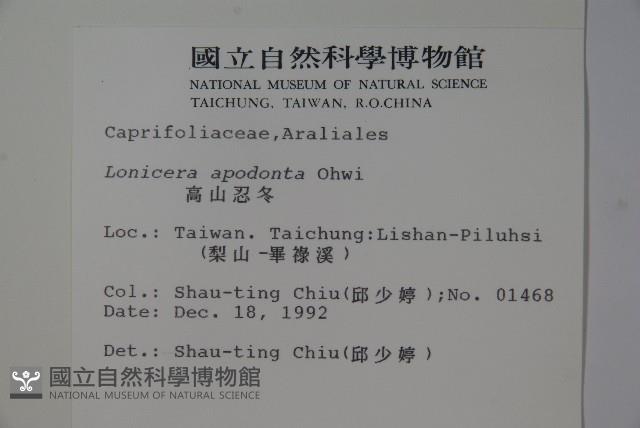 國立自然科學博物館
NATIONAL MUSEUM OF NATURAL SCIENCE
TAICHUNG, TAIWAN, R.O.CHINA
Caprifoliaceae,Araliales
Lonicera apodonta Ohwi
高山忍冬
Loc.: Taiwan. Taichung:Lishan-Piluhsi
(梨山-畢祿溪)
Col.: Shau-ting Chiu(邱少婷);No. 01468
Date: Dec. 18, 1992
Det.: Shau-ting Chiu(邱少婷)
國立自然科學博物館
NATIONAL MUSEUM OF NATURAL SCIENCE